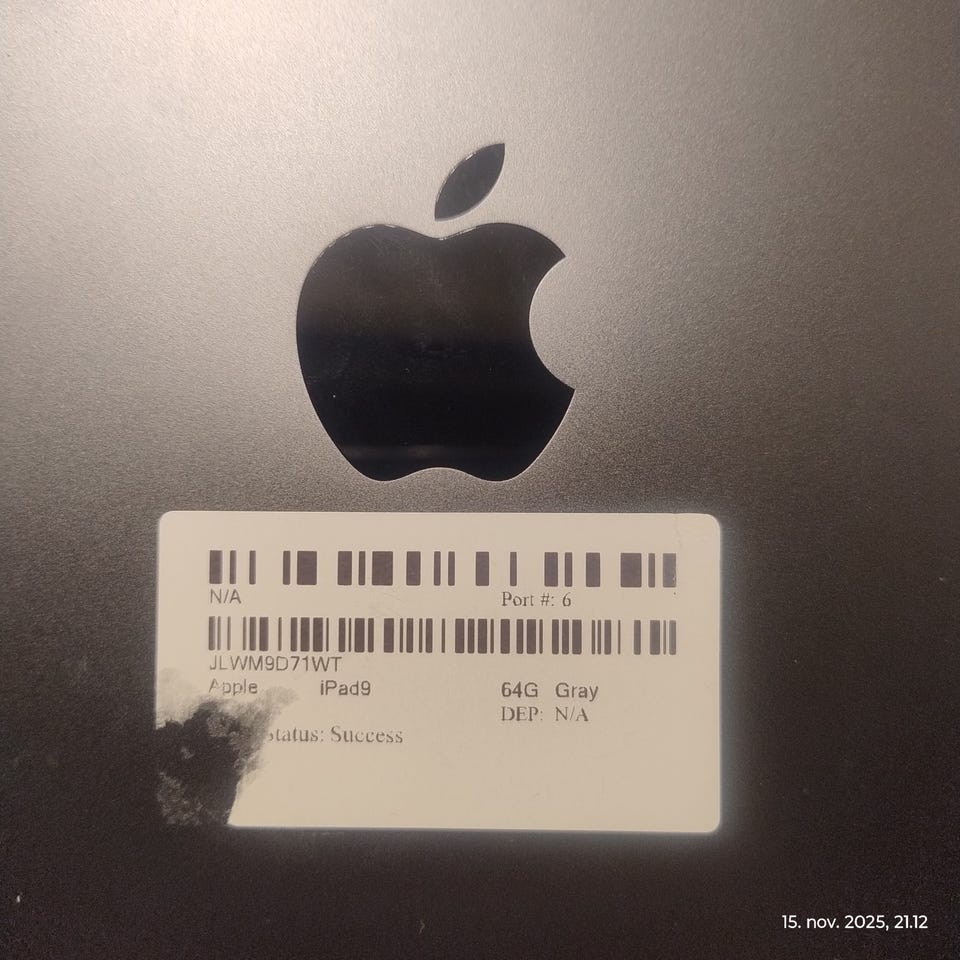 N/A
Port #: 6
JLWM9D71WT
Apple iPad9 64G Gray
DEP: N/A
Status: Success
15. nov. 2025, 21.12